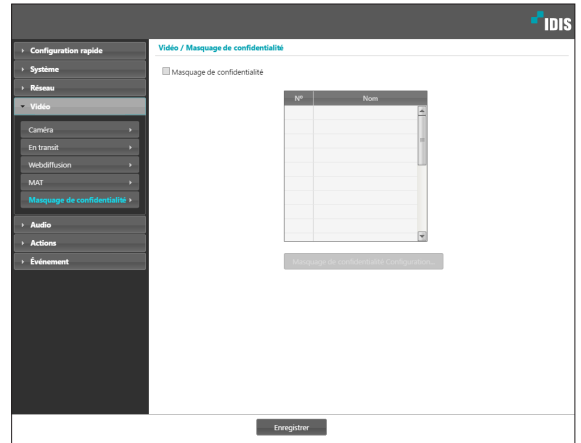 IDIS
Configuration rapide
Système
Réseau
Vidéo
Caméra
En transit
Webdiffusion
MAT
Masquage de confidentialité
Audio
Actions
Événement
Vidéo / Masquage de confidentialité
Masquage de confidentialité
Nº Nom
Masquage de confidentialité Configuration...
Enregistrer